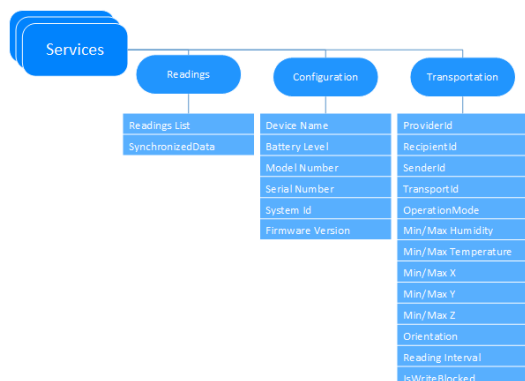 Services
Readings
Configuration
Transportation
Readings List
SynchronizedData
Device Name
Battery Level
Model Number
Serial Number
System Id
Firmware Version
ProviderId
RecipientId
SenderId
TransportId
OperationMode
Min/Max Humidity
Min/Max Temperature
Min/Max X
Min/Max Y
Min/Max Z
Orientation
Reading Interval
IsWriteBlocked